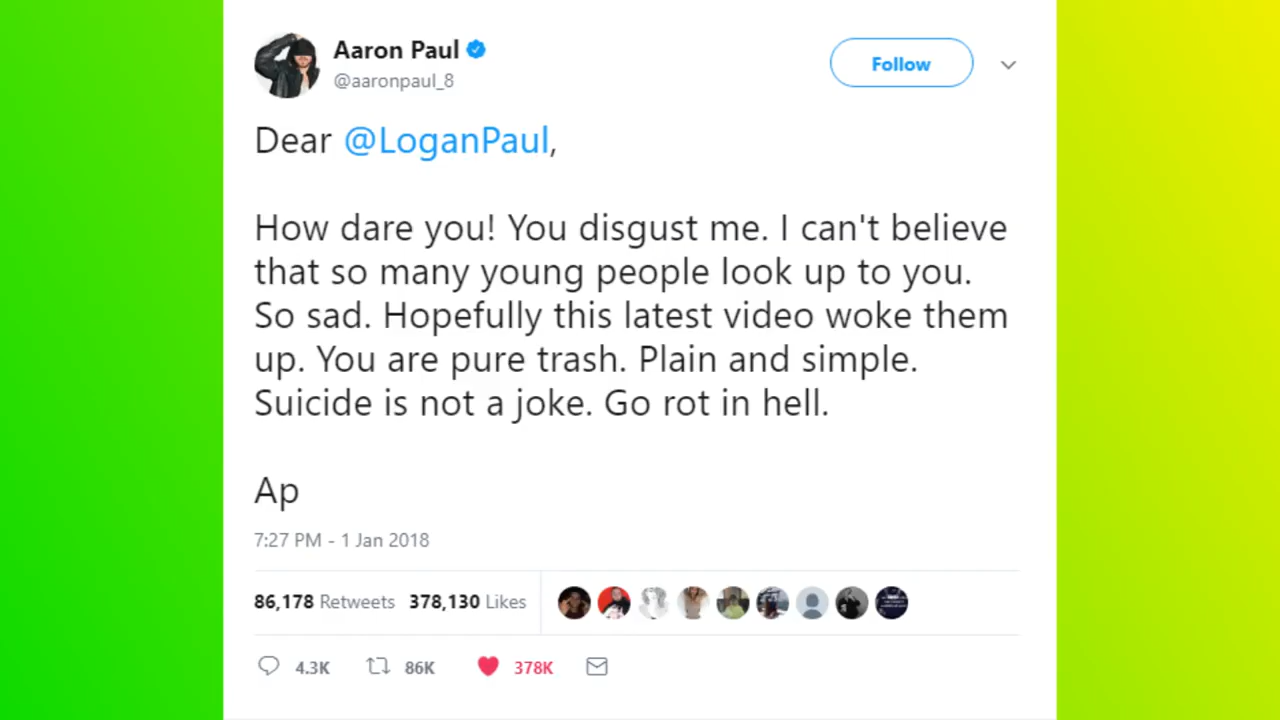 Aaron Paul
@aaronpaul_8
Follow
Dear @LoganPaul,
How dare you! You disgust me. I can't believe
that so many young people look up to you.
So sad. Hopefully this latest video woke them
up. You are pure trash. Plain and simple.
Suicide is not a joke. Go rot in hell.
Ap
7:27 PM - 1 Jan 2018
86,178 Retweets 378,130 Likes
4.3K 86K 378K